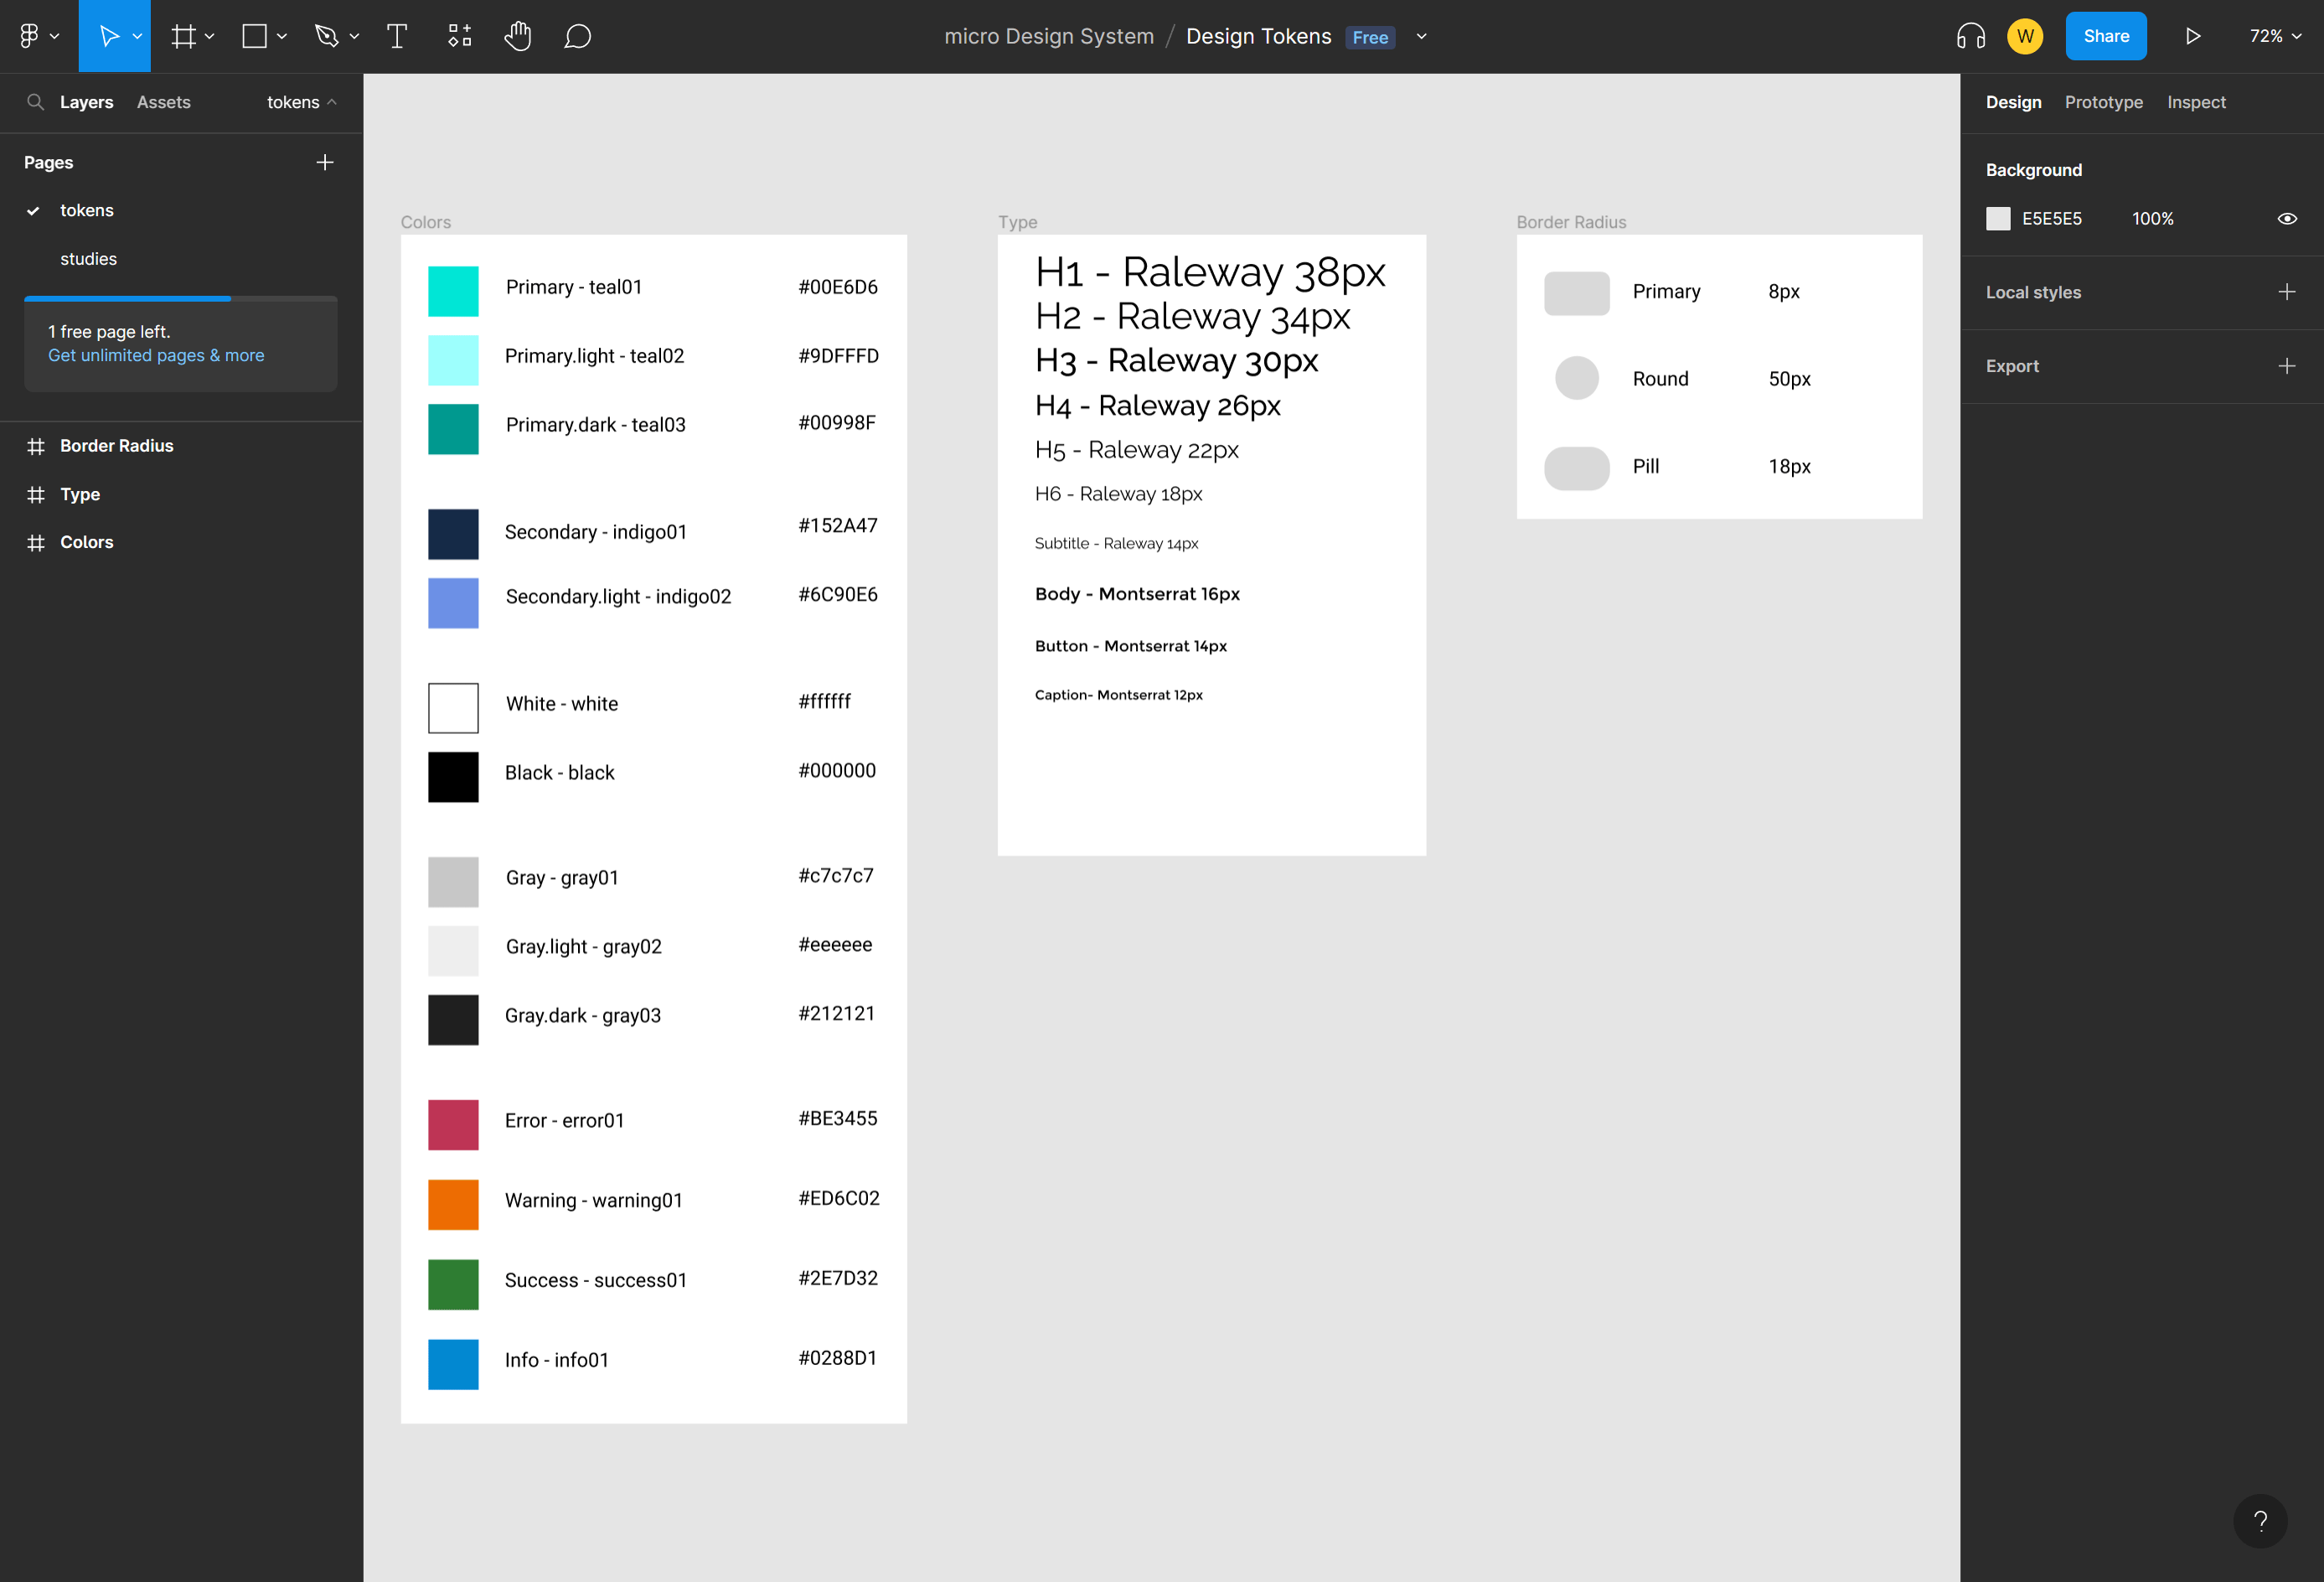 micro Design System / Design Tokens Free
W
Share
72%
Layers Assets tokens
Pages
tokens
studies
1 free page left.
Get unlimited pages & more
Border Radius
Type
Colors
Colors
Primary - teal01 #00E6D6
Primary.light - teal02 #9DFFFD
Primary.dark - teal03 #00998F
Secondary - indigo01 #152A47
Secondary.light - indigo02 #6C90E6
White - white #ffffff
Black - black #000000
Gray - gray01 #c7c7c7
Gray.light - gray02 #eeeeee
Gray.dark - gray03 #212121
Error - error01 #BE3455
Warning - warning01 #ED6C02
Success - success01 #2E7D32
Info - info01 #0288D1
Type
H1 - Raleway 38px
H2 - Raleway 34px
H3 - Raleway 30px
H4 - Raleway 26px
H5 - Raleway 22px
H6 - Raleway 18px
Subtitle - Raleway 14px
Body - Montserrat 16px
Button - Montserrat 14px
Caption- Montserrat 12px
Border Radius
Primary 8px
Round 50px
Pill 18px
Design Prototype Inspect
Background
E5E5E5 100%
Local styles
Export
?